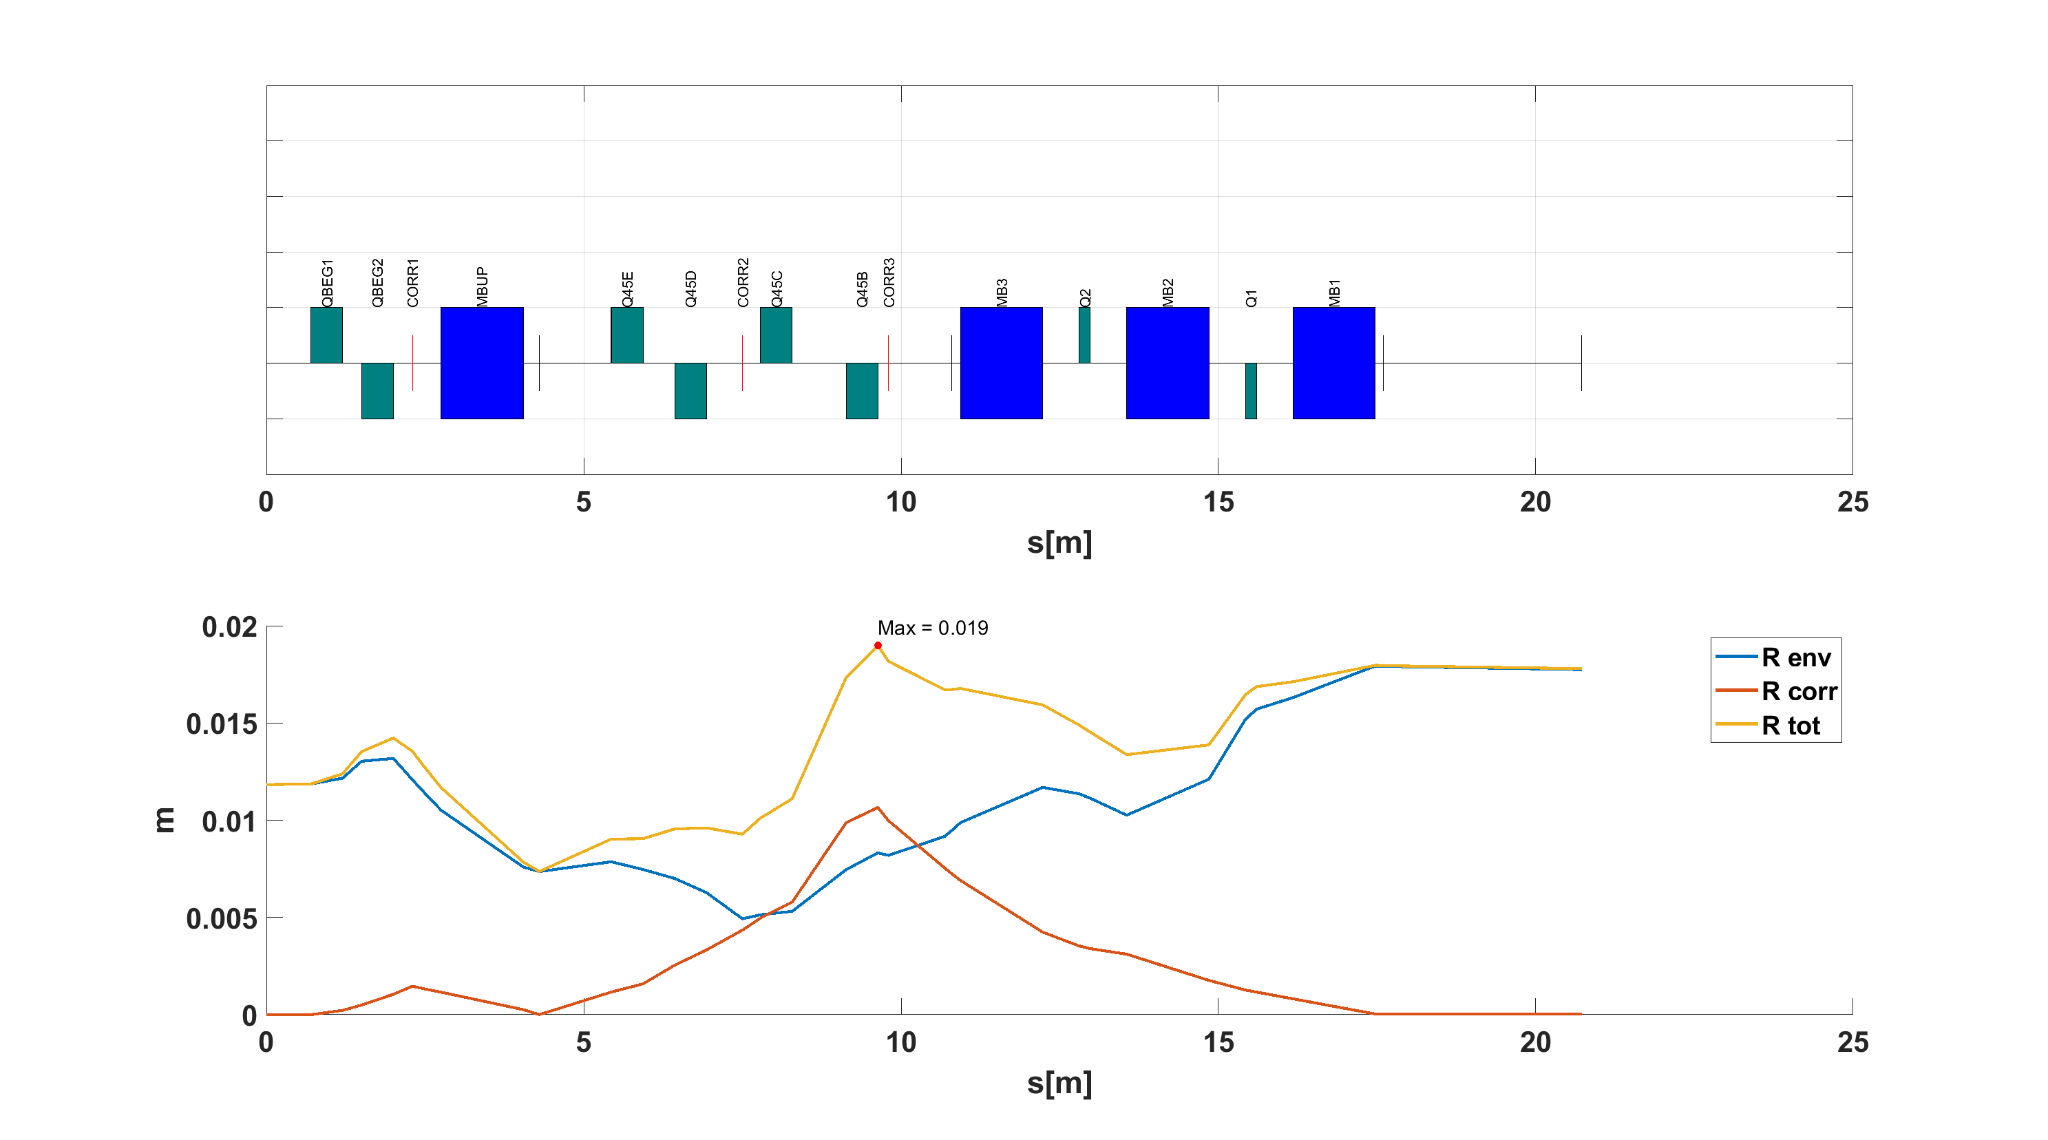 QBEG1 QBEG2 CORR1 MBUP Q45E Q45D CORR2 Q45C Q45B CORR3 MB3 Q2 MB2 Q1 MB1
0 5 10 15 20 25
s[m]
Max = 0.019
0.02
0.015
0.01
0.005
0
m
R env
R corr
R tot
0 5 10 15 20 25
s[m]